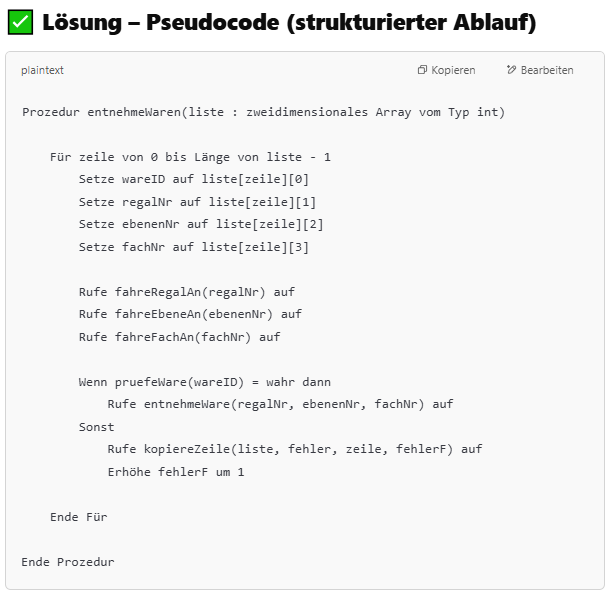 ✅ Lösung – Pseudocode (strukturierter Ablauf)
plaintext Kopieren Bearbeiten
Prozedur entnehmeWaren(liste : zweidimensionales Array vom Typ int)
Für zeile von 0 bis Länge von liste - 1
Setze wareID auf liste[zeile][0]
Setze regalNr auf liste[zeile][1]
Setze ebenenNr auf liste[zeile][2]
Setze fachNr auf liste[zeile][3]
Rufe fahreRegalAn(regalNr) auf
Rufe fahreEbeneAn(ebenenNr) auf
Rufe fahreFachAn(fachNr) auf
Wenn pruefeWare(wareID) = wahr dann
Rufe entnehmeWare(regalNr, ebenenNr, fachNr) auf
Sonst
Rufe kopiereZeile(liste, fehler, zeile, fehlerF) auf
Erhöhe fehlerF um 1
Ende Für
Ende Prozedur